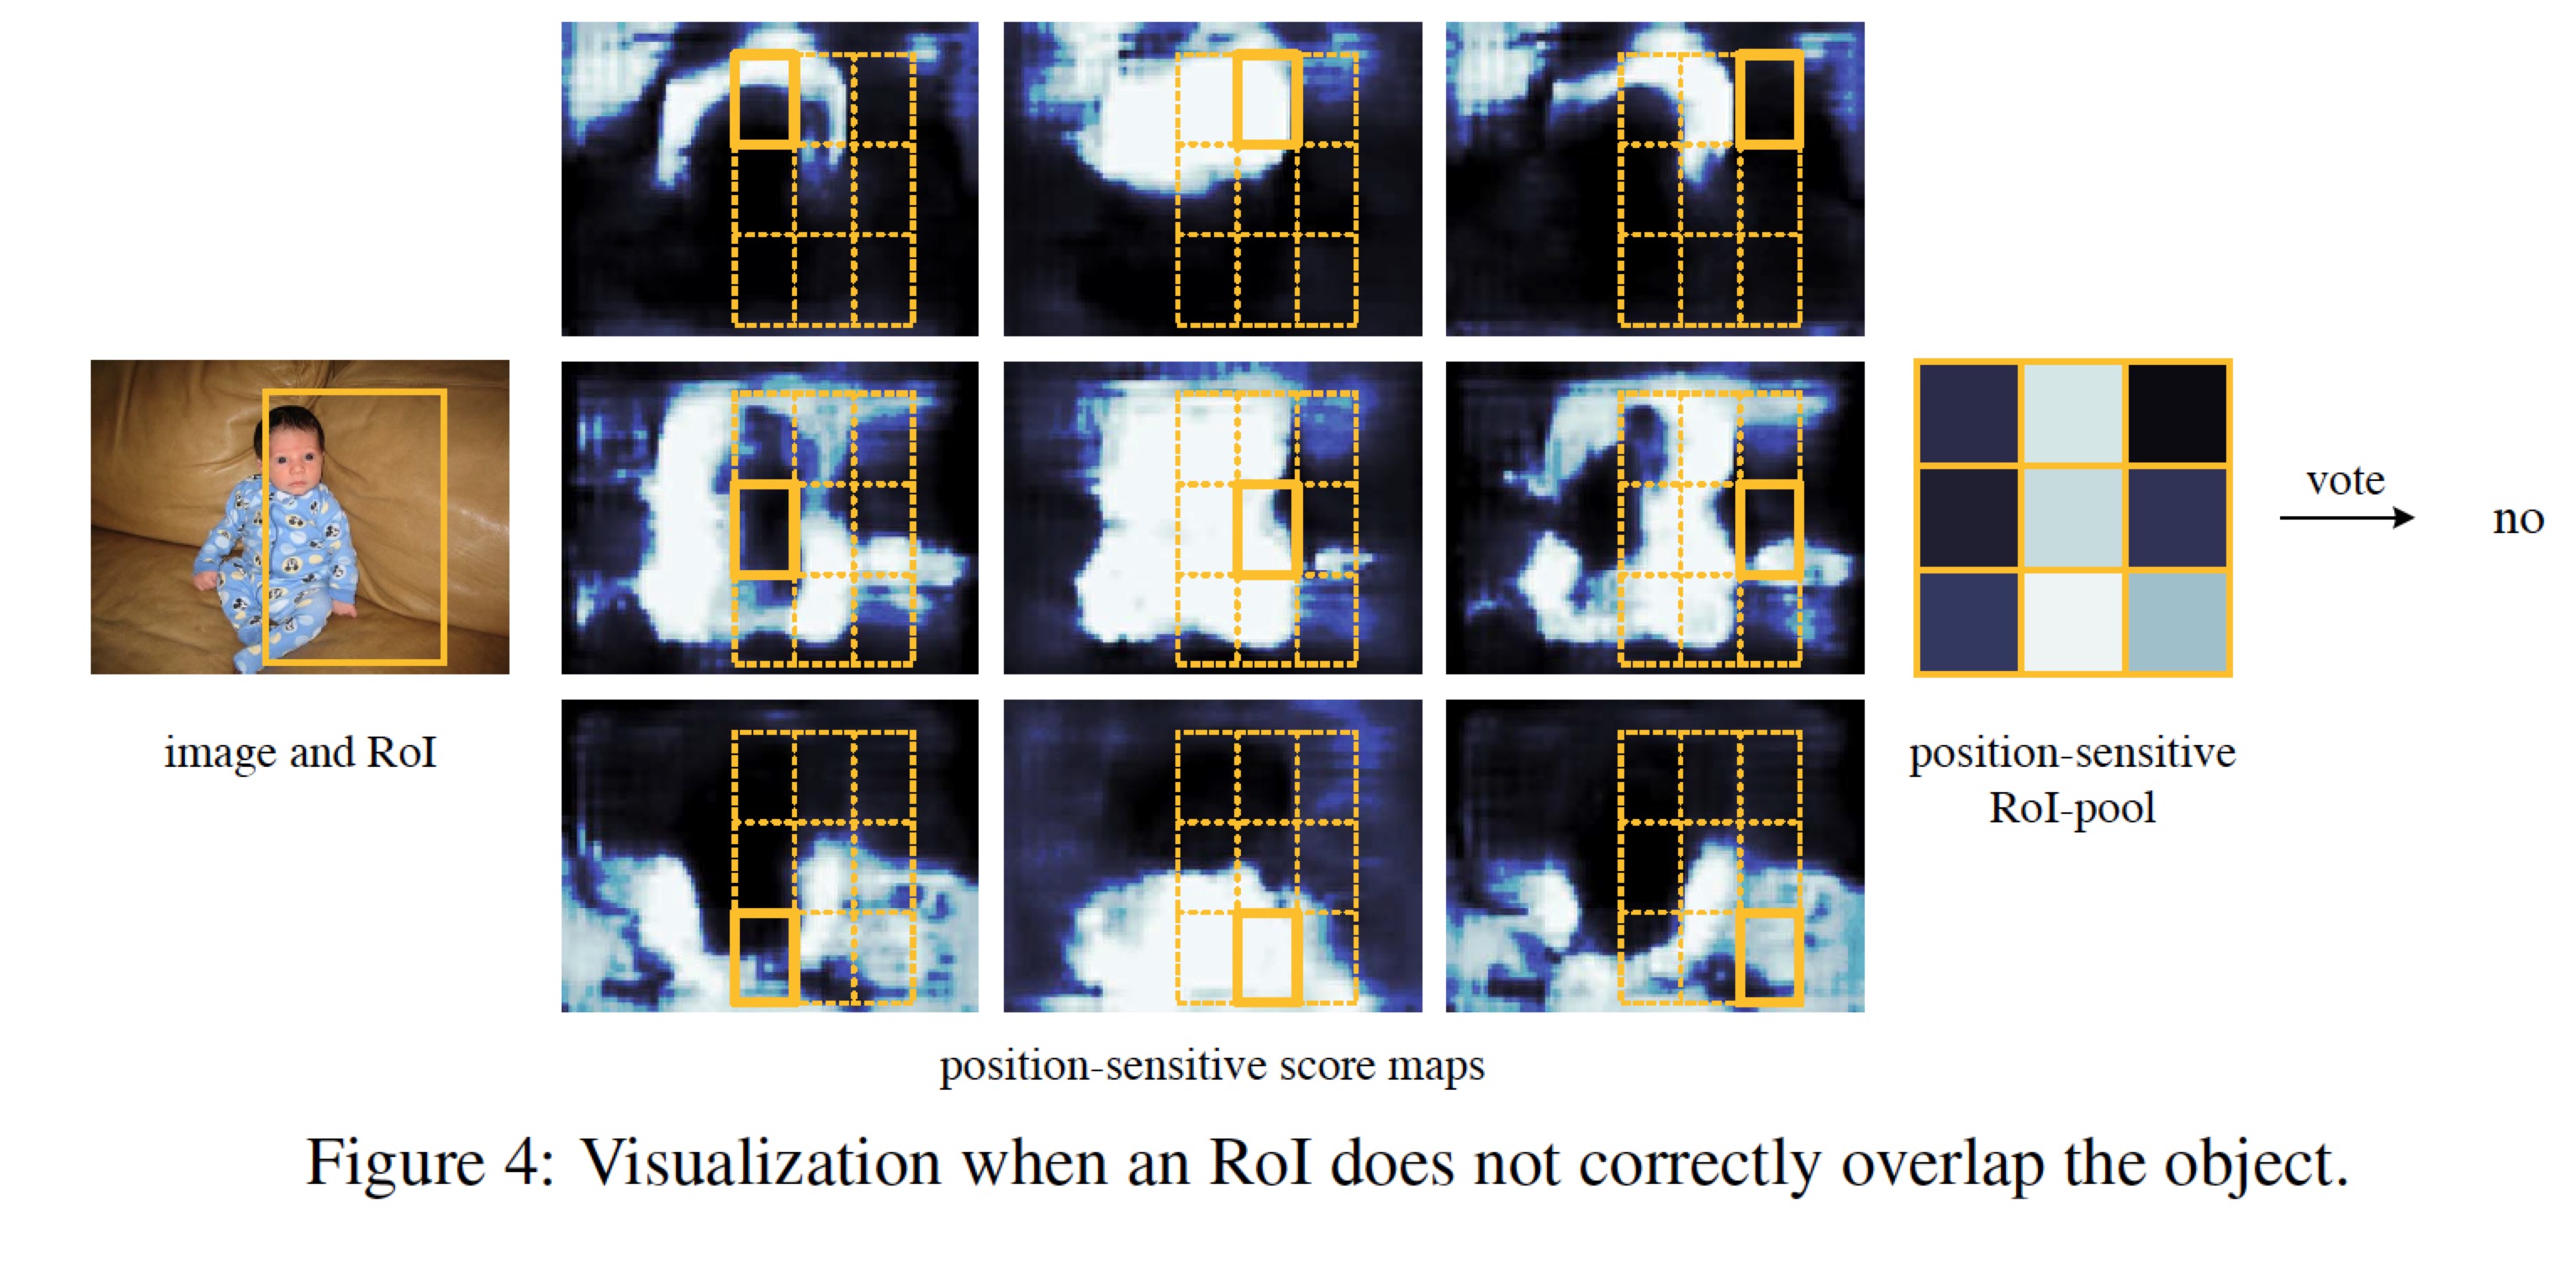 image and RoI
position-sensitive score maps
position-sensitive
RoI-pool
vote
no
Figure 4: Visualization when an RoI does not correctly overlap the object.